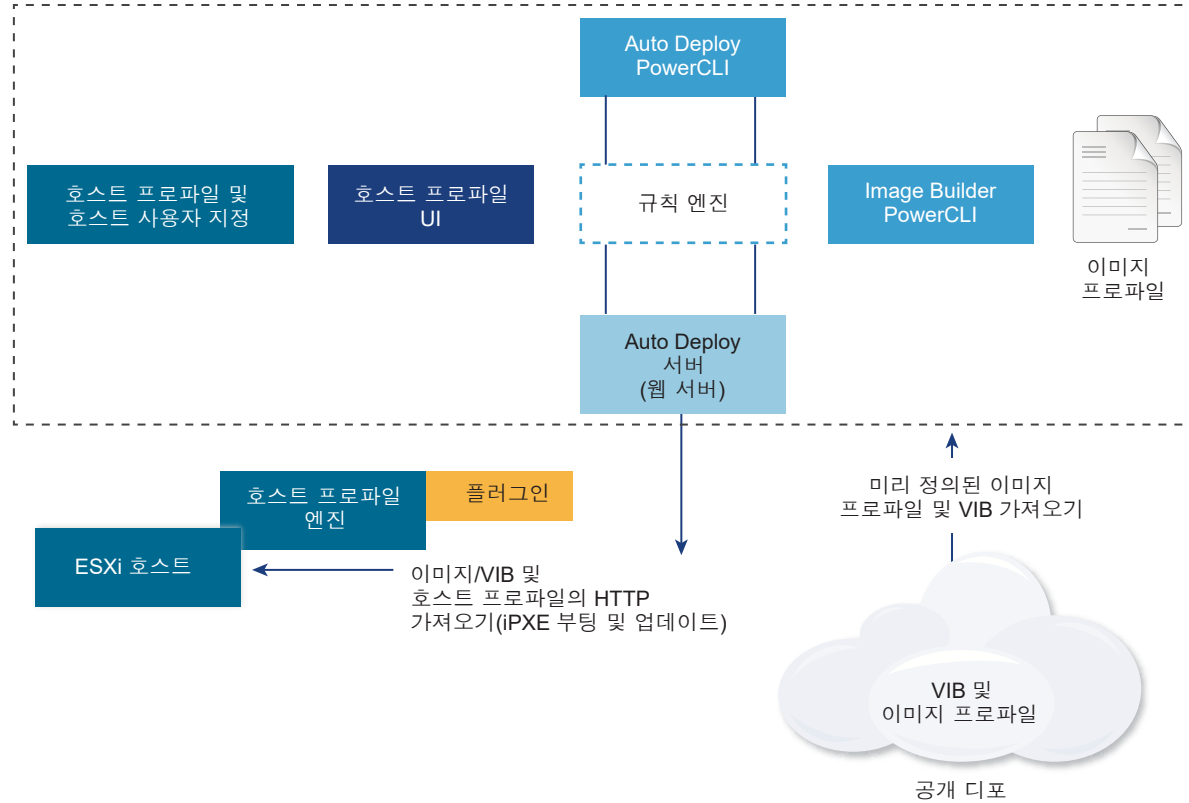 Auto Deploy
PowerCLI
호스트 프로파일 및
호스트 사용자 지정
호스트 프로파일
UI
규칙 엔진
Image Builder
PowerCLI
이미지
프로파일
Auto Deploy
서버
(웹 서버)
호스트 프로파일
엔진
플러그인
ESXi 호스트
이미지/VIB 및
호스트 프로파일의 HTTP
가져오기(iPXE 부팅 및 업데이트)
미리 정의된 이미지
프로파일 및 VIB 가져오기
VIB 및
이미지 프로파일
공개 디포